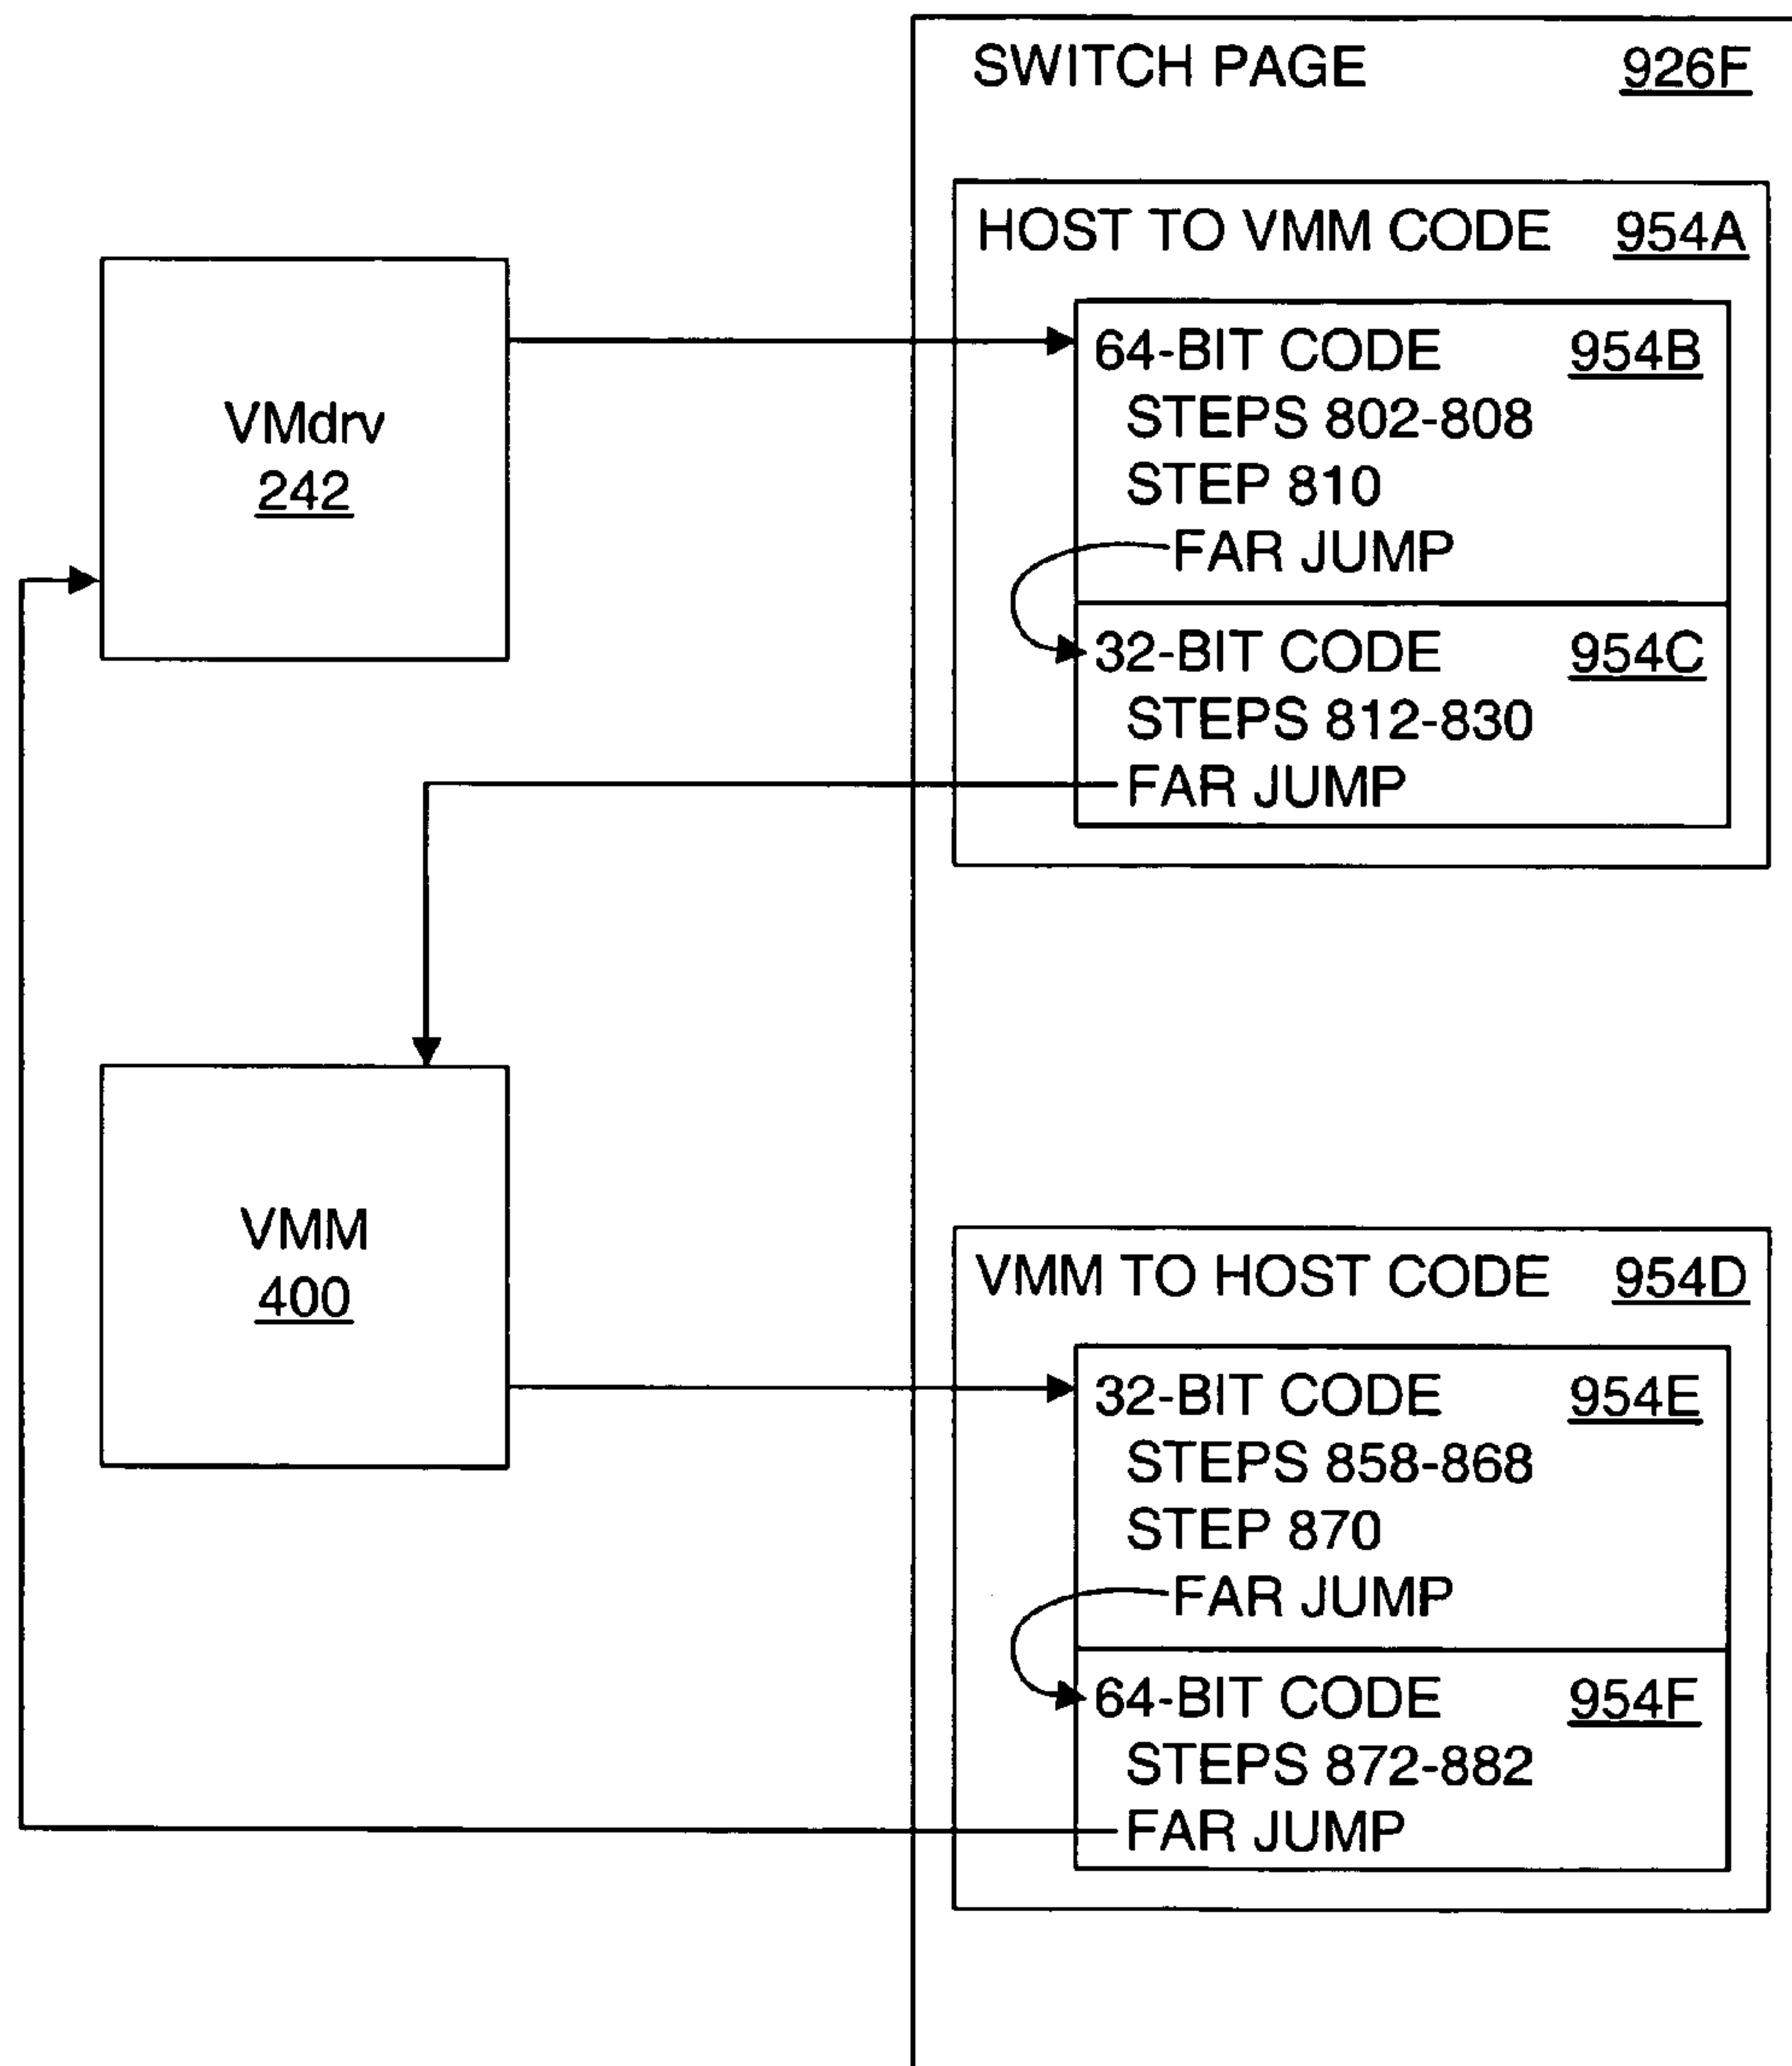 SWITCH PAGE 926F
HOST TO VMM CODE 954A
64-BIT CODE 954B
STEPS 802-808
STEP 810
FAR JUMP
32-BIT CODE 954C
STEPS 812-830
FAR JUMP
VMdrv
242
VMM
400
VMM TO HOST CODE 954D
32-BIT CODE 954E
STEPS 858-868
STEP 870
FAR JUMP
64-BIT CODE 954F
STEPS 872-882
FAR JUMP